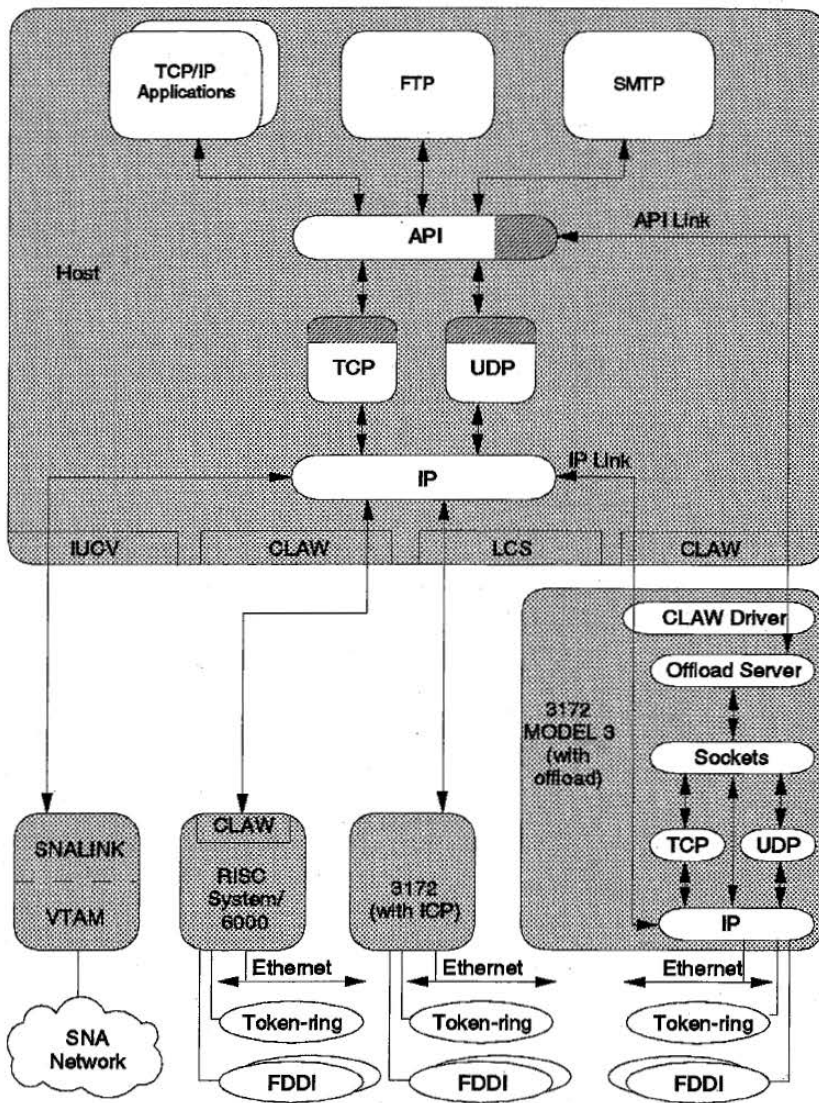 TCP/IP
Applications
FTP
SMTP
API
API Link
Host
TCP
UDP
IP Link
IP
IUCV
CLAW
LCS
CLAW
CLAW Driver
Offload Server
3172
MODEL 3
(with
offload)
Sockets
TCP
UDP
IP
SNALINK
VTAM
CLAW
RISC
System/
6000
3172
(with ICP)
Ethernet
Ethernet
Ethernet
Token-ring
Token-ring
Token-ring
SNA
Network
FDDI
FDDI
FDDI